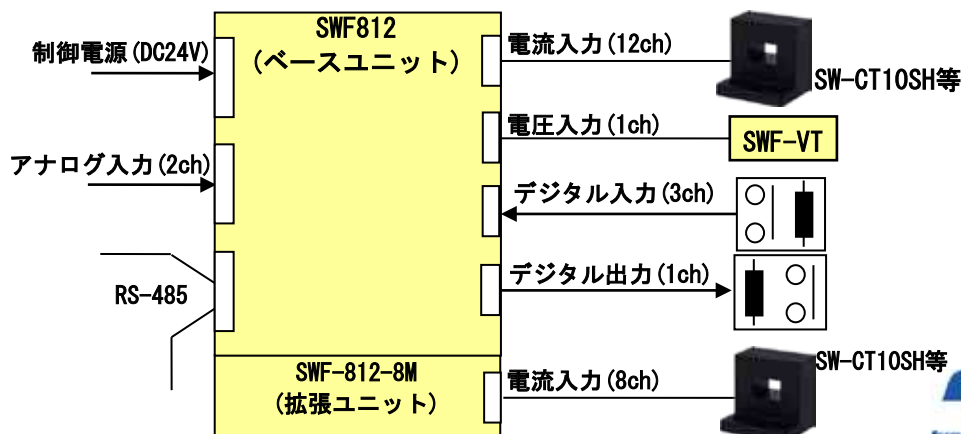 SWF812
(ベースユニット)
制御電源(DC24V)
アナログ入力(2ch)
RS-485
電流入力(12ch)
SW-CT10SH等
電圧入力(1ch)
SWF-VT
デジタル入力(3ch)
デジタル出力(1ch)
SWF-812-8M
(拡張ユニット)
電流入力(8ch)
SW-CT10SH等